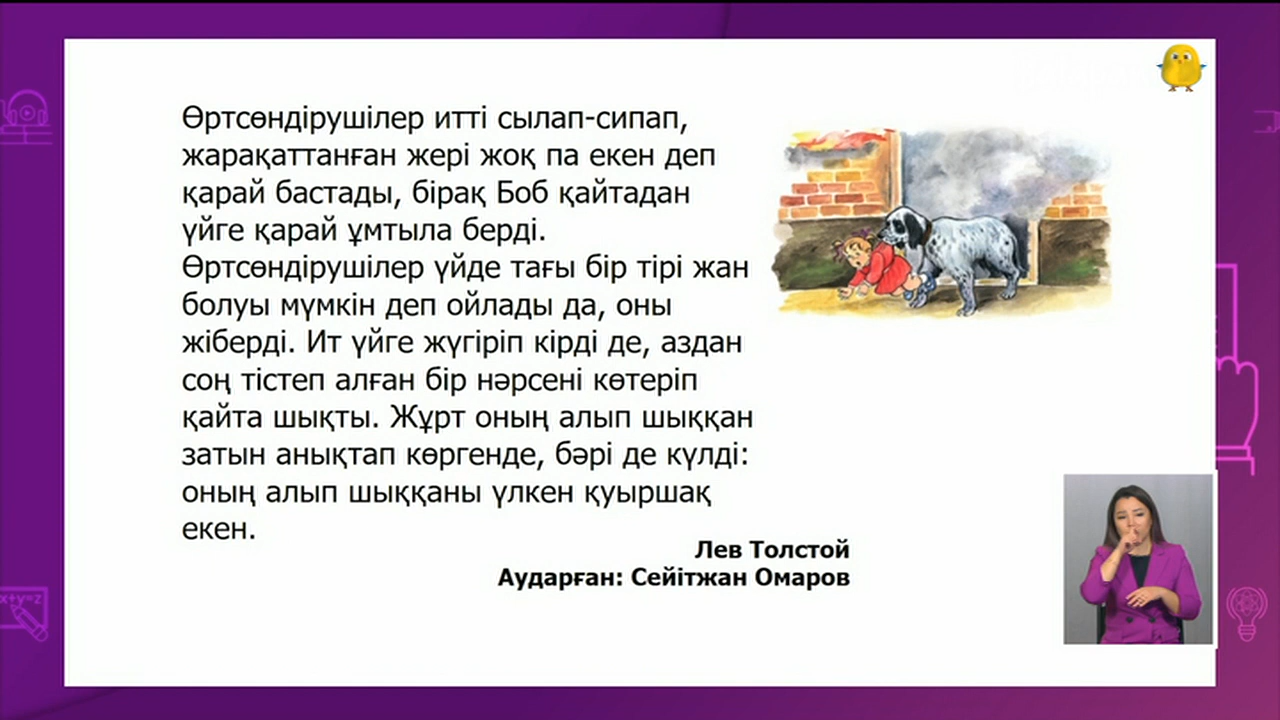 Өртсөндірушілер итті сылап-сипап,
жарақаттанған жері жоқ па екен деп
қарай бастады, бірақ Боб қайтадан
үйге қарай ұмтыла берді.
Өртсөндірушілер үйде тағы бір тірі жан
болуы мүмкін деп ойлады да, оны
жіберді. Ит үйге жүгіріп кірді де, аздан
соң тістеп алған бір нәрсені көтеріп
қайта шықты. Жұрт оның алып шыққан
затын анықтап көргенде, бәрі де күлді:
оның алып шыққаны үлкен қуыршақ
екен.
Лев Толстой
Аударған: Сейітжан Омаров
x+y=z